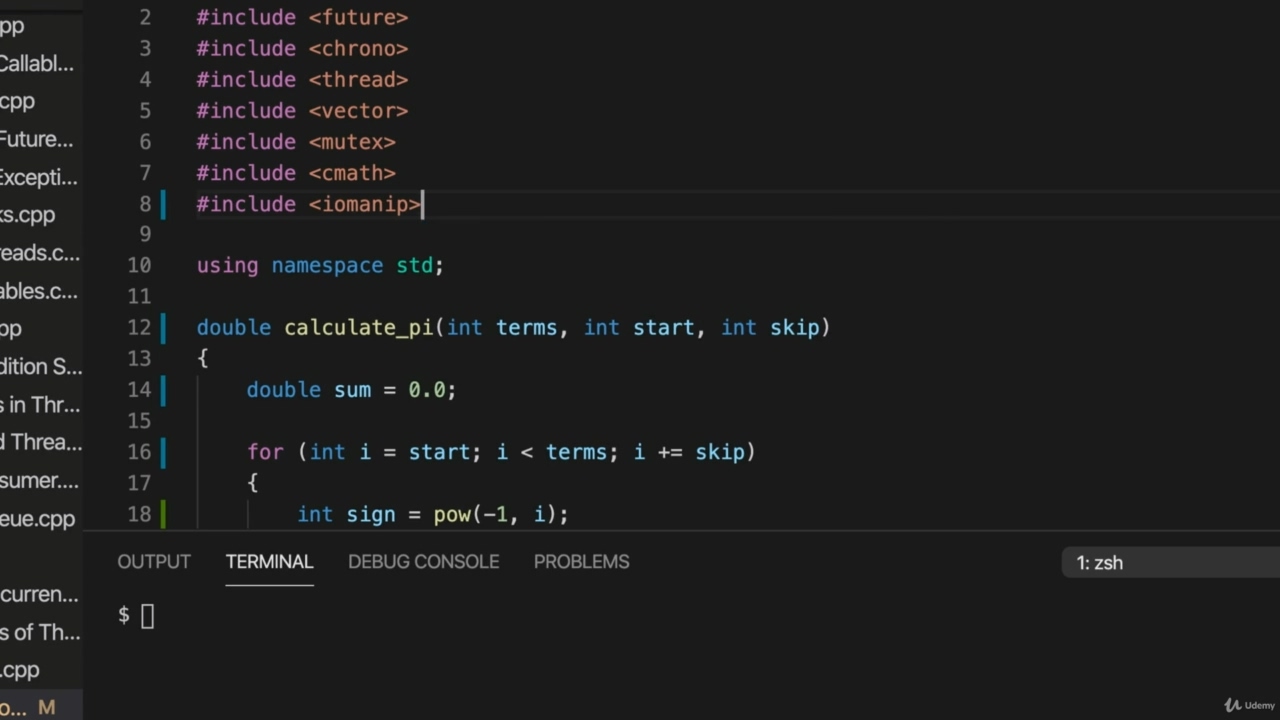 pp
Callabl...
cpp
Future...
Excepti...
ks.cpp
reads.c...
ables.c...
pp
dition S...
s in Thr...
d Threa...
sumer....
eue.cpp
curren...
s of Th...
.cpp
o... M
2 #include <future>
3 #include <chrono>
4 #include <thread>
5 #include <vector>
6 #include <mutex>
7 #include <cmath>
8 #include <iomanip>
9
10 using namespace std;
11
12 double calculate_pi(int terms, int start, int skip)
13 {
14 double sum = 0.0;
15
16 for (int i = start; i < terms; i += skip)
17 {
18 int sign = pow(-1, i);
OUTPUT TERMINAL DEBUG CONSOLE PROBLEMS 1: zsh
$
Udemy